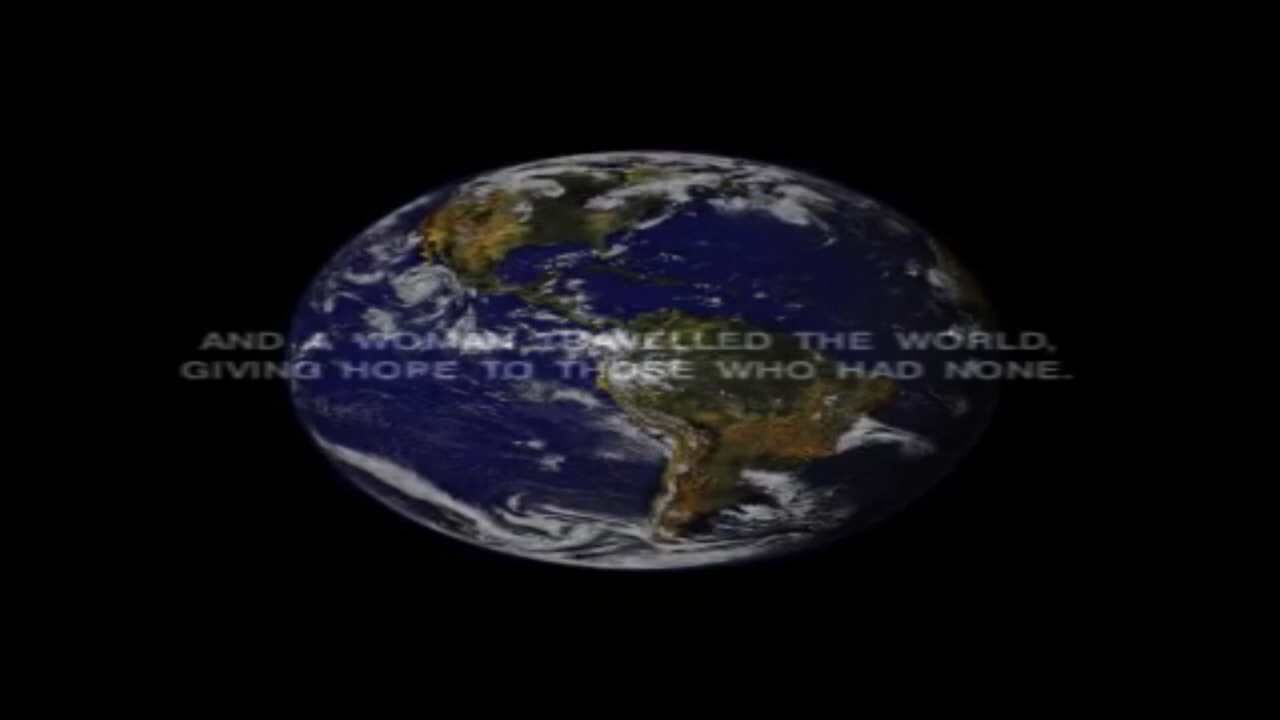 AND A WOMAN TRAVELLED THE WORLD,
GIVING HOPE TO THOSE WHO HAD NONE.